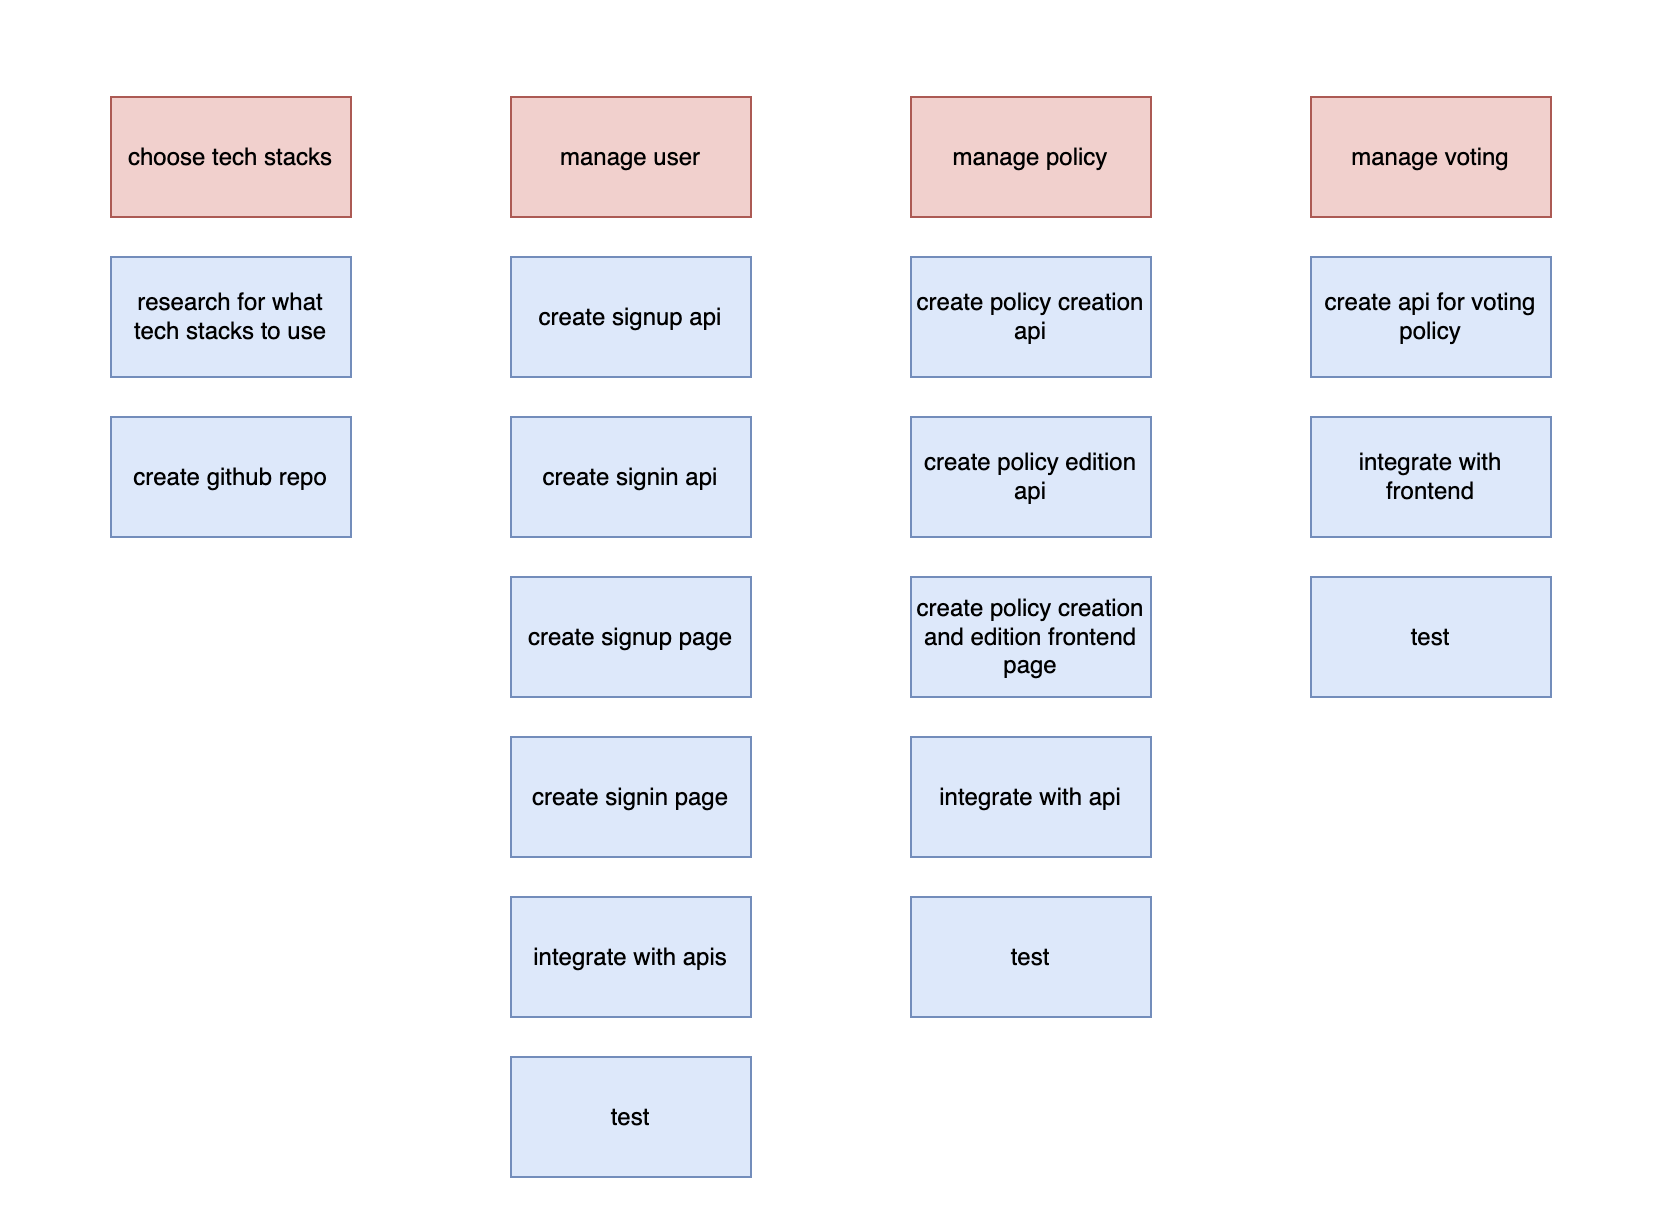 choose tech stacks
manage user
manage policy
manage voting
research for what
tech stacks to use
create signup api
create policy creation
api
create api for voting
policy
create github repo
create signin api
create policy edition
api
integrate with
frontend
create signup page
create policy creation
and edition frontend
page
test
create signin page
integrate with api
integrate with apis
test
test